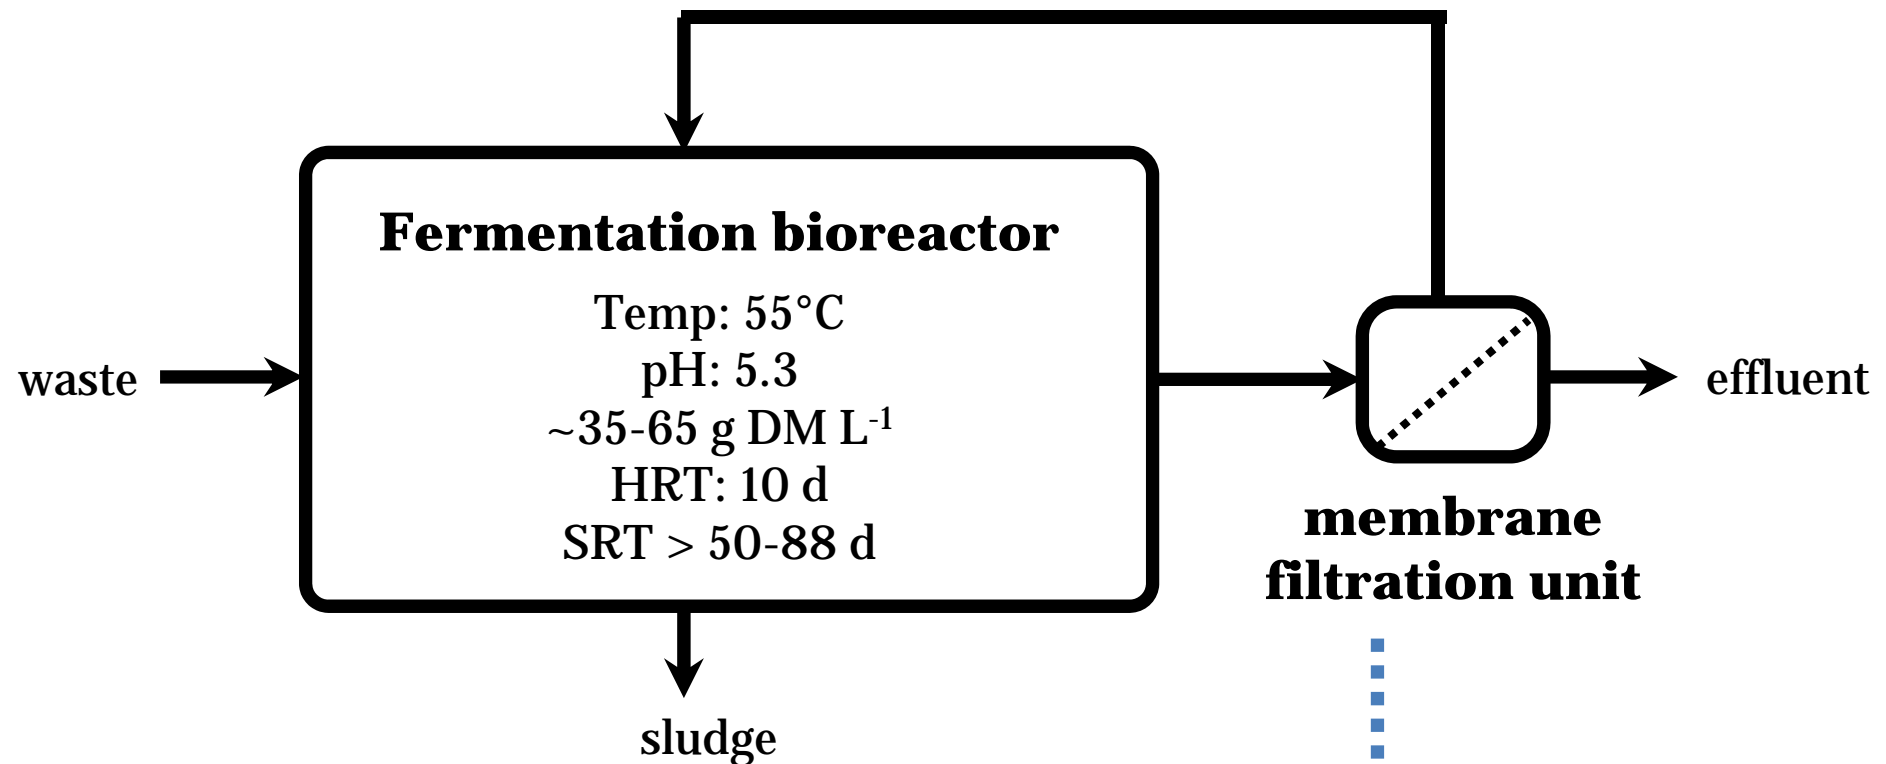 Fermentation bioreactor
Temp: 55°C
pH: 5.3
~35-65 g DM L⁻¹
HRT: 10 d
SRT > 50-88 d
waste
effluent
membrane
filtration unit
sludge